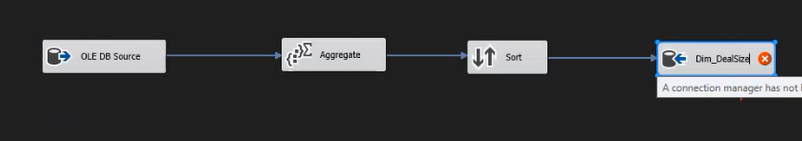 OLE DB Source
Aggregate
Sort
Dim_DealSize
A connection manager has not